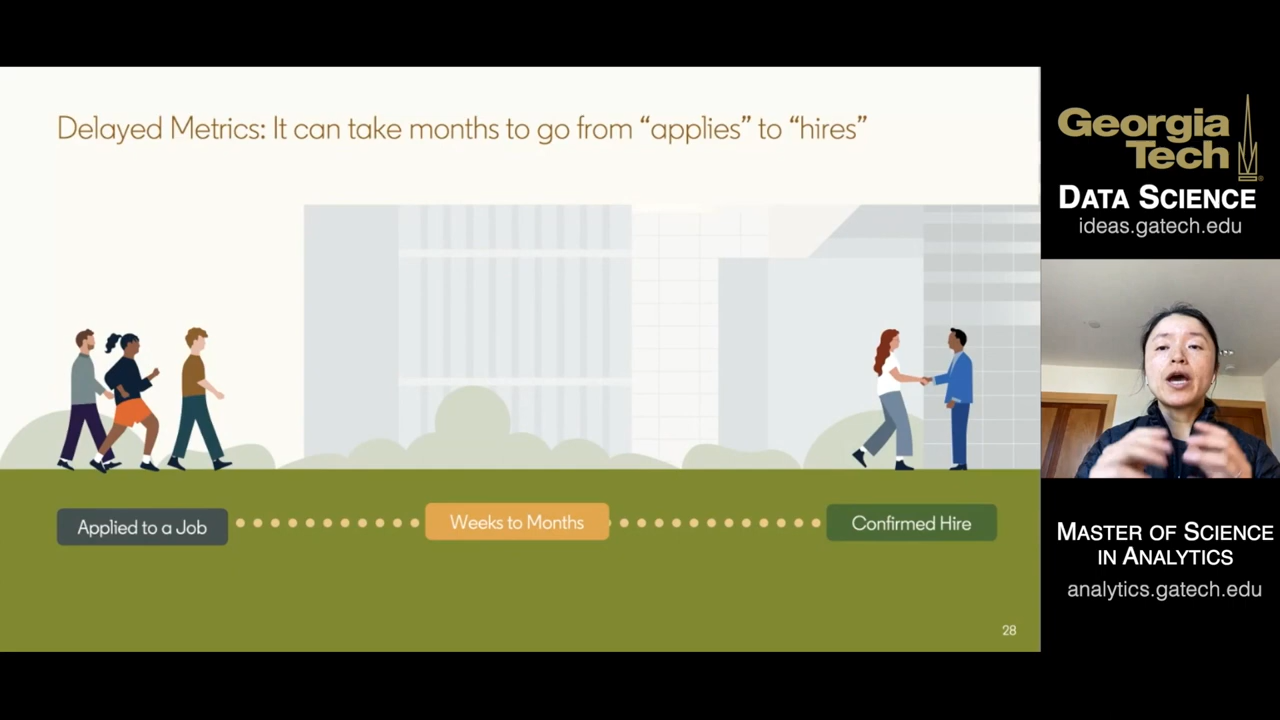 Delayed Metrics: It can take months to go from “applies” to “hires”
Applied to a Job
Weeks to Months
Confirmed Hire
28
Georgia
Tech
DATA SCIENCE
ideas.gatech.edu
MASTER OF SCIENCE
IN ANALYTICS
analytics.gatech.edu